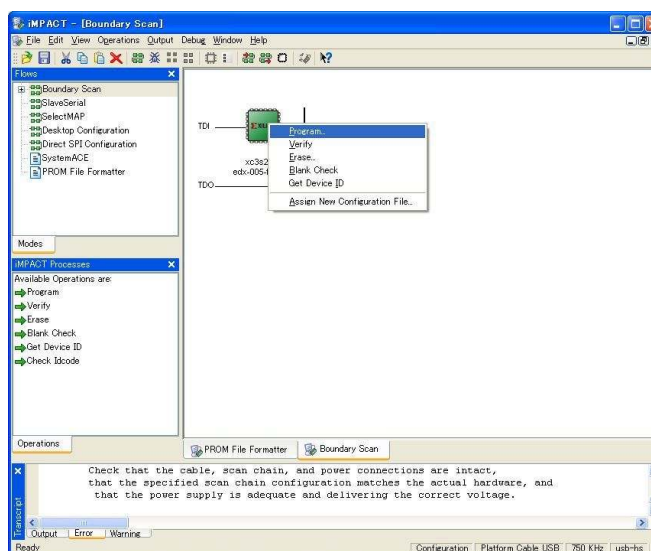 iMPACT - [Boundary Scan]
File Edit View Operations Output Debug Window Help
Flows
Boundary Scan
SlaveSerial
SelectMAP
Desktop Configuration
Direct SPI Configuration
SystemACE
PROM File Formatter
Modes
iMPACT Processes
Available Operations are:
Program
Verify
Erase
Blank Check
Get Device ID
Check Idcode
Operations
TDI
TDO
Program...
Verify
Erase...
Blank Check
Get Device ID
Assign New Configuration File...
PROM File Formatter
Boundary Scan
Check that the cable, scan chain, and power connections are intact,
that the specified scan chain configuration matches the actual hardware, and
that the power supply is adequate and delivering the correct voltage.
Transcript
Output Error Warning
Ready
Configuration Platform Cable USB 750 KHz usb-hs